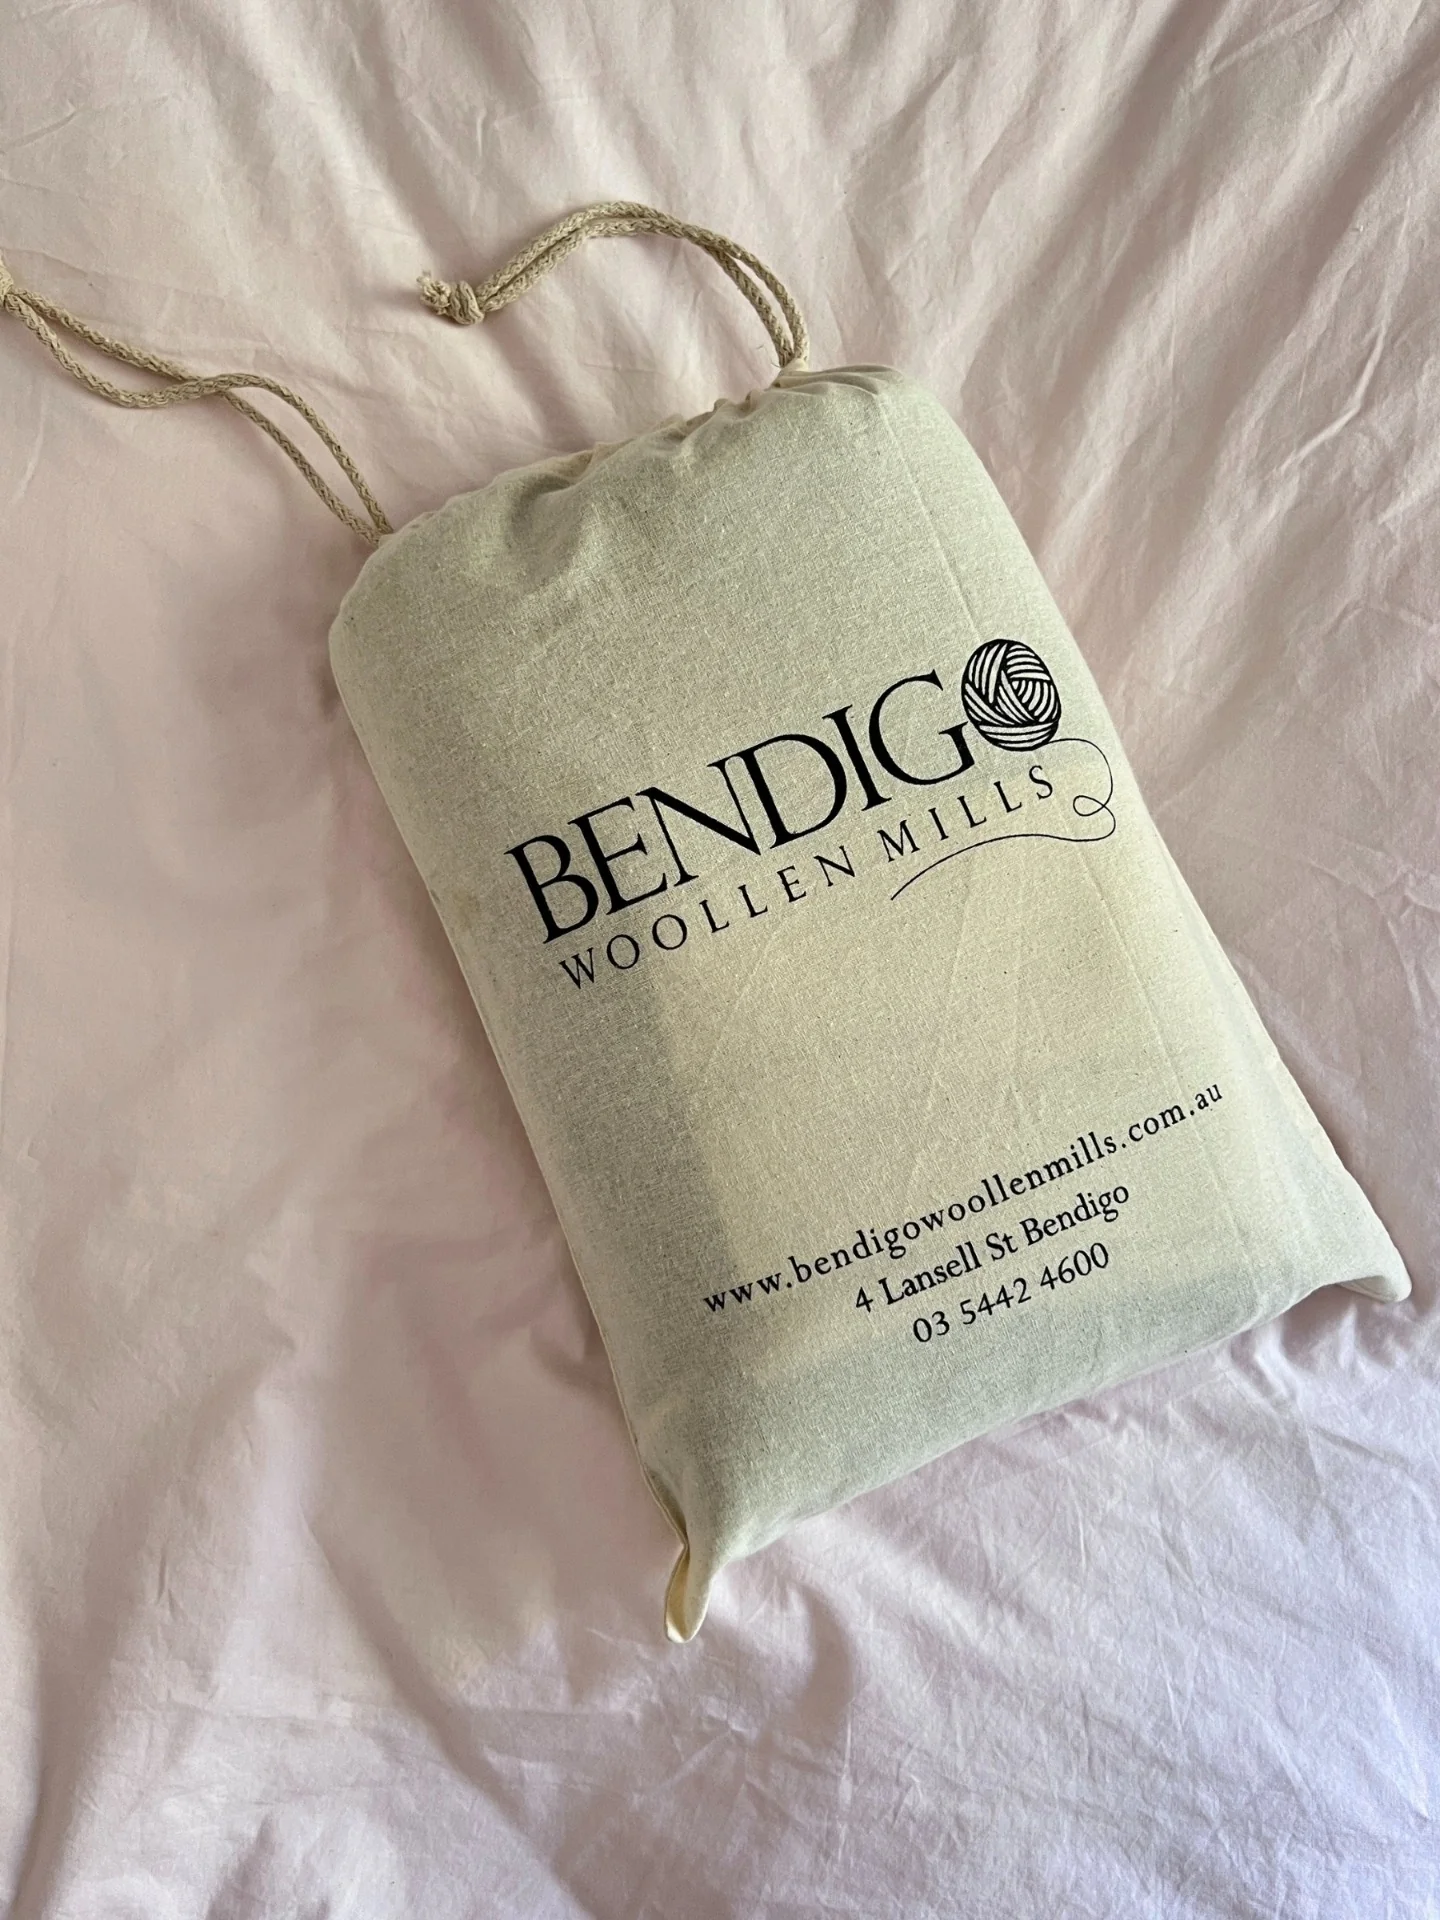 BENDIGO
WOOLLEN MILLS
www.bendigowoollenmills.com.au
4 Lansell St Bendigo
03 5442 4600